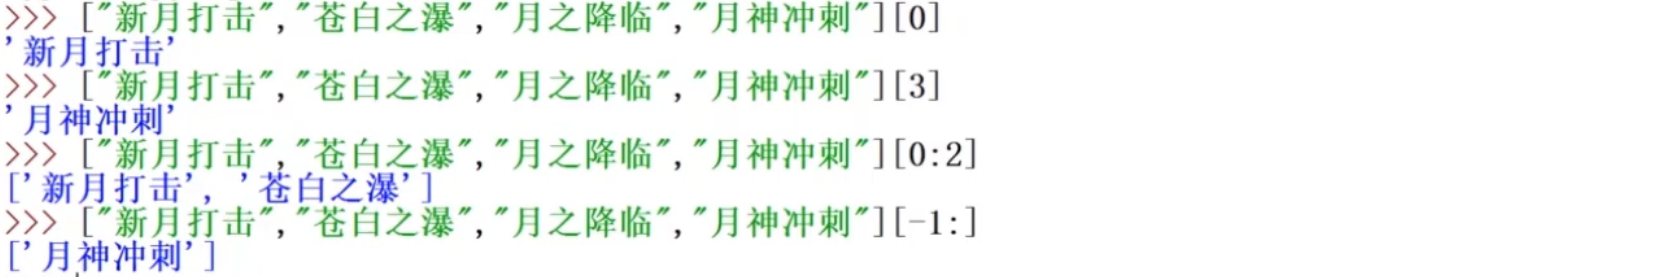 >>> ["新月打击","苍白之瀑","月之降临","月神冲刺"][0]
'新月打击'
>>> ["新月打击","苍白之瀑","月之降临","月神冲刺"][3]
'月神冲刺'
>>> ["新月打击","苍白之瀑","月之降临","月神冲刺"][0:2]
['新月打击', '苍白之瀑']
>>> ["新月打击","苍白之瀑","月之降临","月神冲刺"][-1:]
['月神冲刺']